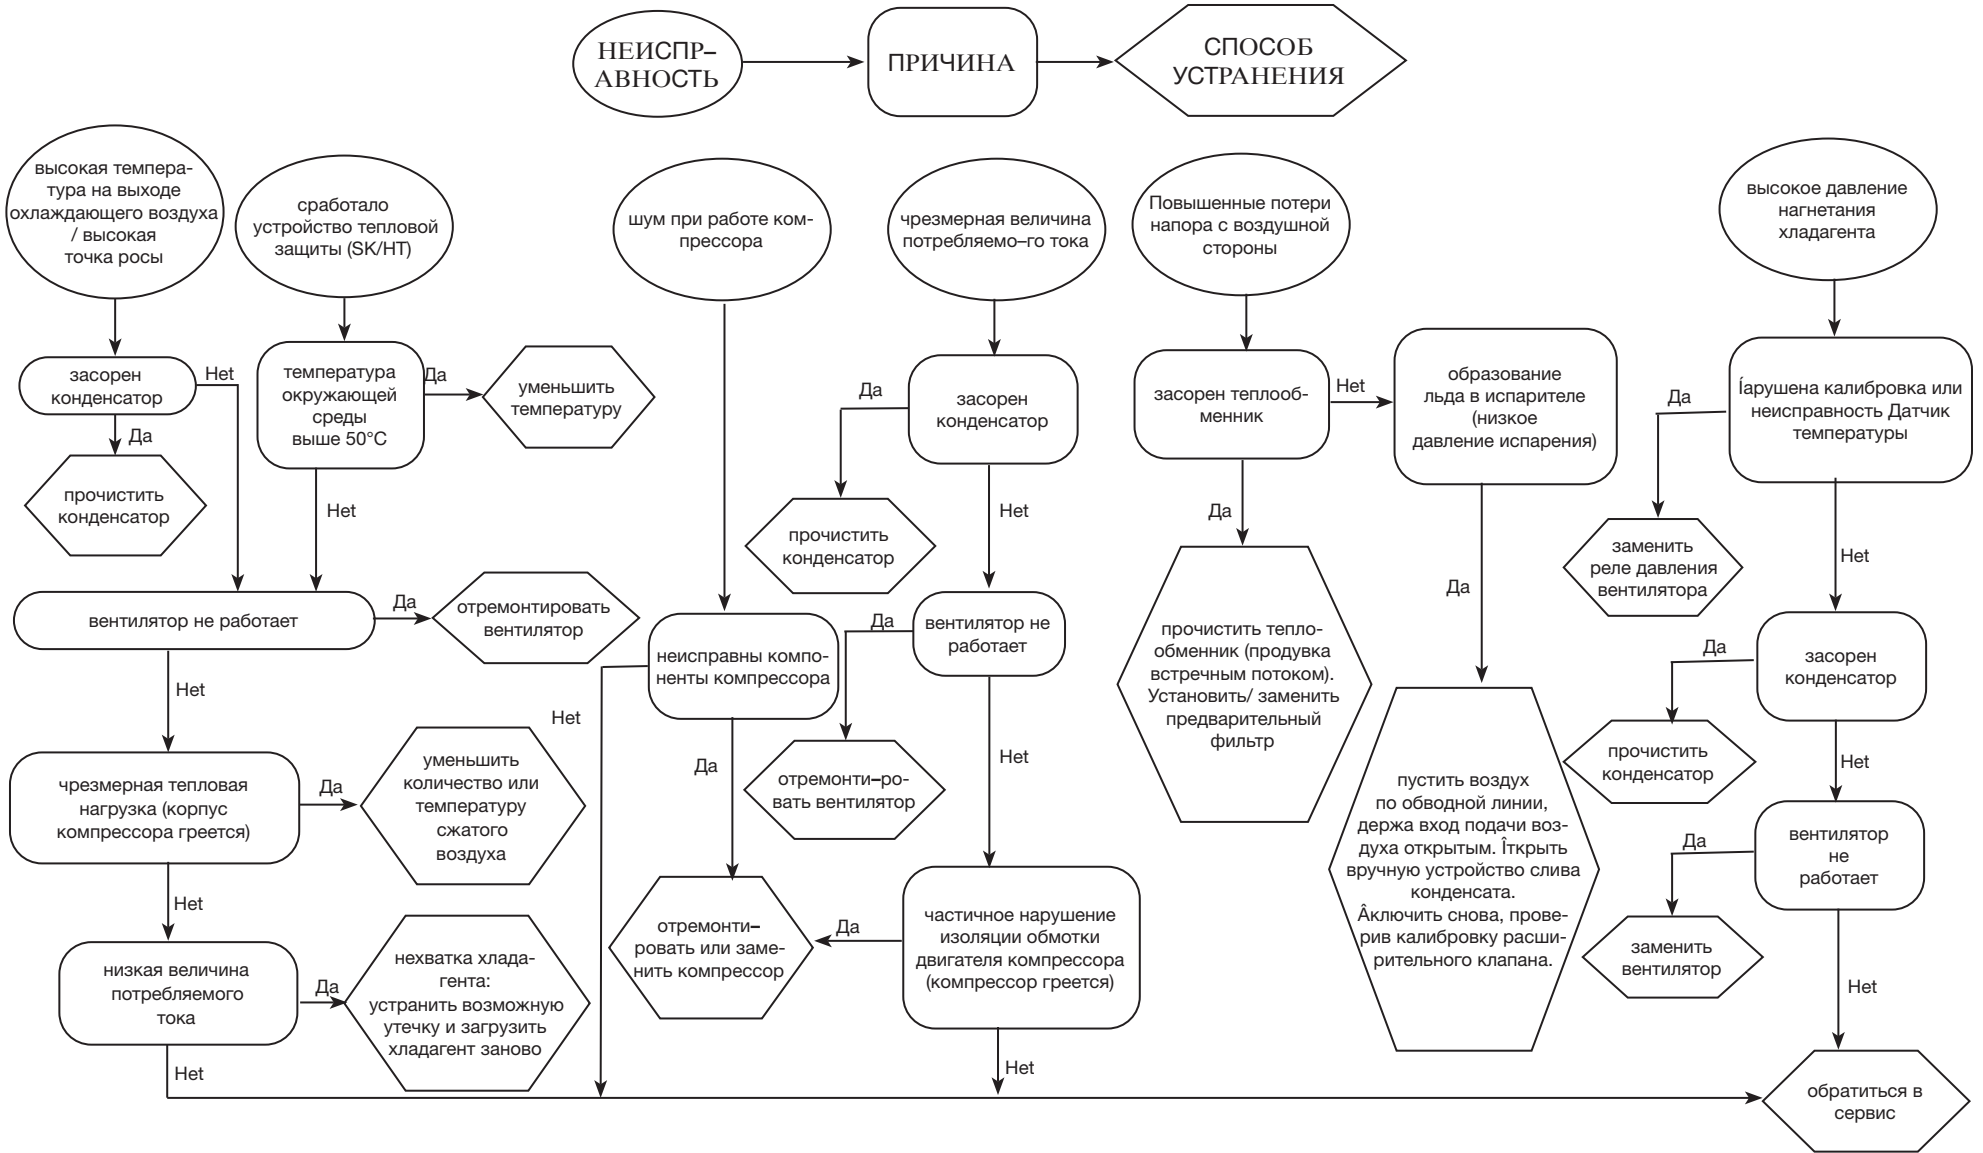 НЕИСПР–
АВНОСТЬ
ПРИЧИНА
СПОСОБ
УСТРАНЕНИЯ
высокая темпера-
тура на выходе
охлаждающего воздуха
/ высокая
точка росы
сработало
устройство тепловой
защиты (SK/HT)
шум при работе ком-
прессора
чрезмерная величина
потребляемо–го тока
Повышенные потери
напора с воздушной
стороны
высокое давление
нагнетания
хладагента
засорен
конденсатор
Нет
Да
прочистить
конденсатор
температура
окружающей
среды
выше 50°C
Да
уменьшить
температуру
Нет
вентилятор не работает
Да
отремонтировать
вентилятор
Нет
чрезмерная тепловая
нагрузка (корпус
компрессора греется)
Да
уменьшить
количество или
температуру
сжатого
воздуха
Нет
низкая величина
потребляемого
тока
Да
нехватка хлада-
гента:
устранить возможную
утечку и загрузить
хладагент заново
Нет
неисправны компо-
ненты компрессора
Нет
Да
отремонти–
ровать или заме-
нить компрессор
засорен
конденсатор
Да
прочистить
конденсатор
Нет
вентилятор не
работает
Да
отремонти–ро-
вать вентилятор
Нет
частичное нарушение
изоляции обмотки
двигателя компрессора
(компрессор греется)
Да
Нет
засорен теплооб-
менник
Нет
Да
прочистить тепло-
обменник (продувка
встречным потоком).
Установить/ заменить
предварительный
фильтр
образование
льда в испарителе
(низкое
давление испарения)
Да
пустить воздух
по обводной линии,
держа вход подачи воз-
духа открытым. Îткрыть
вручную устройство слива
конденсата.
Âключить снова, прове-
рив калибровку расши-
рительного клапана.
Íарушена калибровка или
неисправность Датчик
температуры
Да
заменить
реле давления
вентилятора
Нет
засорен
конденсатор
Да
прочистить
конденсатор
Нет
вентилятор
не
работает
Да
заменить
вентилятор
Нет
обратиться в
сервис